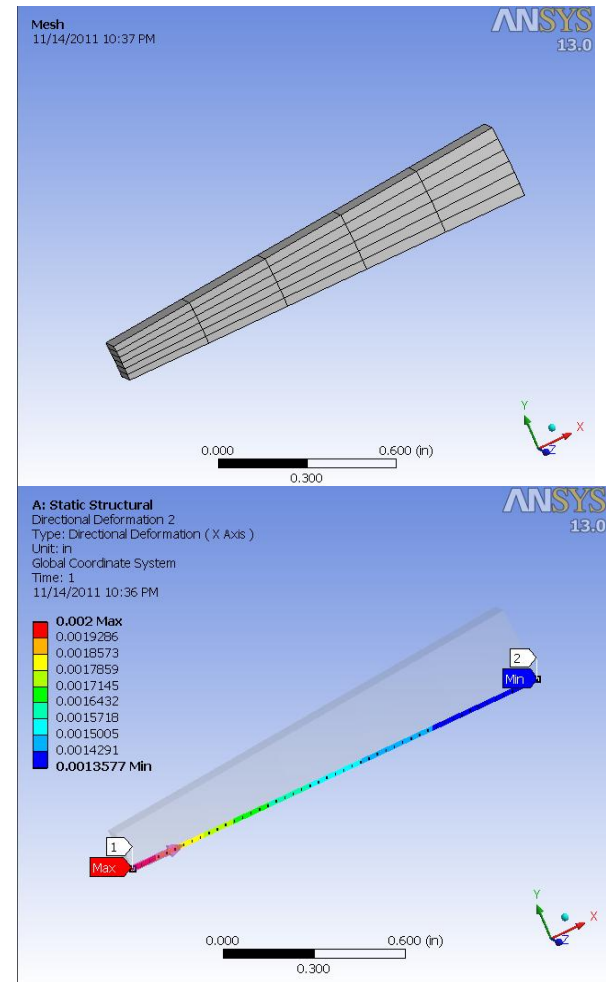 Mesh
11/14/2011 10:37 PM
ANSYS
13.0
Y
X
Z
0.000
0.600 (in)
0.300
A: Static Structural
Directional Deformation 2
Type: Directional Deformation ( X Axis )
Unit: in
Global Coordinate System
Time: 1
11/14/2011 10:36 PM
ANSYS
13.0
0.002 Max
0.0019286
0.0018573
0.0017859
0.0017145
0.0016432
0.0015718
0.0015005
0.0014291
0.0013577 Min
2
Min
1
Max
Y
X
Z
0.000
0.600 (in)
0.300